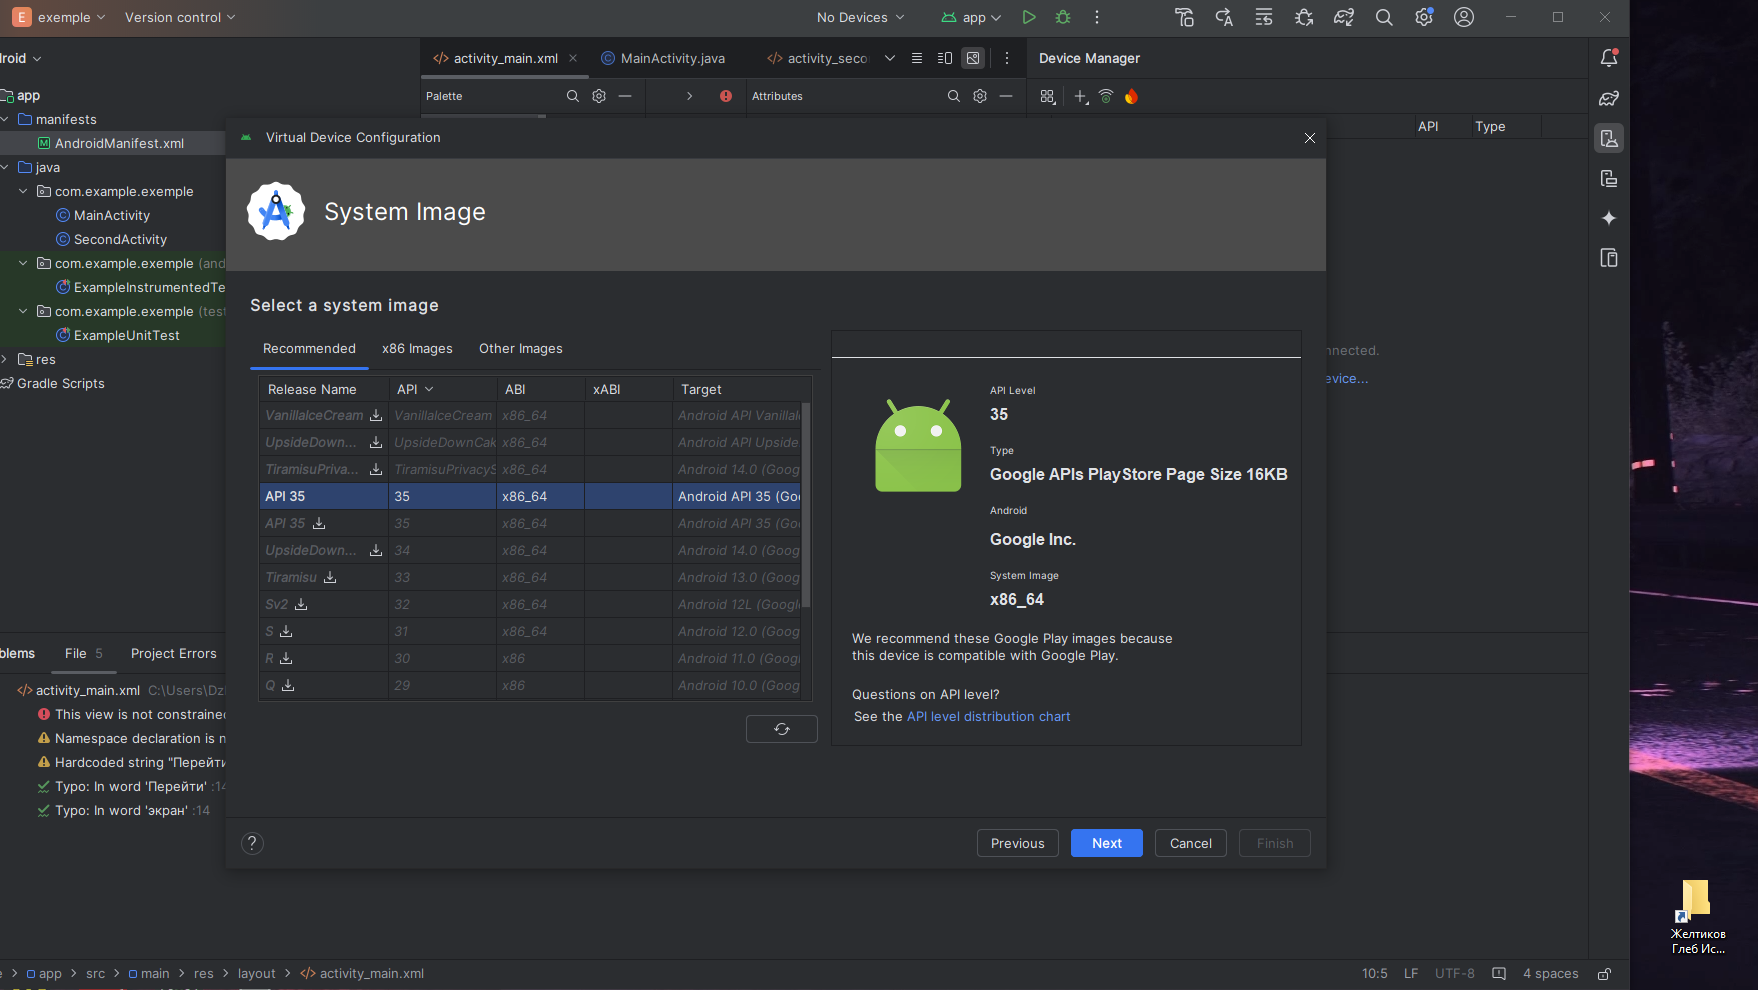 E exemple Version control No Devices app
roid
activity_main.xml MainActivity.java activity_seco
Device Manager
Palette Attributes
API Type
app
manifests
AndroidManifest.xml
java
com.example.exemple
MainActivity
SecondActivity
com.example.exemple (and
ExampleInstrumentedTe
com.example.exemple (test
ExampleUnitTest
res
Gradle Scripts
Virtual Device Configuration
System Image
Select a system image
Recommended x86 Images Other Images
Release Name API ABI xABI Target
VanillaIceCream VanillaIceCream x86_64 Android API Vanillal
UpsideDown... UpsideDownCak x86_64 Android API Upside.
TiramisuPriva... TiramisuPrivacyS x86_64 Android 14.0 (Goog
API 35 35 x86_64 Android API 35 (Goo
API 35 35 x86_64 Android API 35 (Go
UpsideDown... 34 x86_64 Android 14.0 (Goog
Tiramisu 33 x86_64 Android 13.0 (Goog
Sv2 32 x86_64 Android 12L (Googl
S 31 x86_64 Android 12.0 (Goog
R 30 x86 Android 11.0 (Googl
Q 29 x86 Android 10.0 (Goog
API Level
35
Type
Google APIs PlayStore Page Size 16KB
Android
Google Inc.
System Image
x86_64
We recommend these Google Play images because
this device is compatible with Google Play.
Questions on API level?
See the API level distribution chart
nnected.
evice...
? Previous Next Cancel Finish
blems File 5 Project Errors
activity_main.xml C:\Users\Dz
This view is not constrained
Namespace declaration is n
Hardcoded string "Перейти
Typo: In word 'Перейти' :14
Typo: In word 'экран' :14
e > app > src > main > res > layout > activity_main.xml
10:5 LF UTF-8 4 spaces
Желтиков
Глеб Ис...